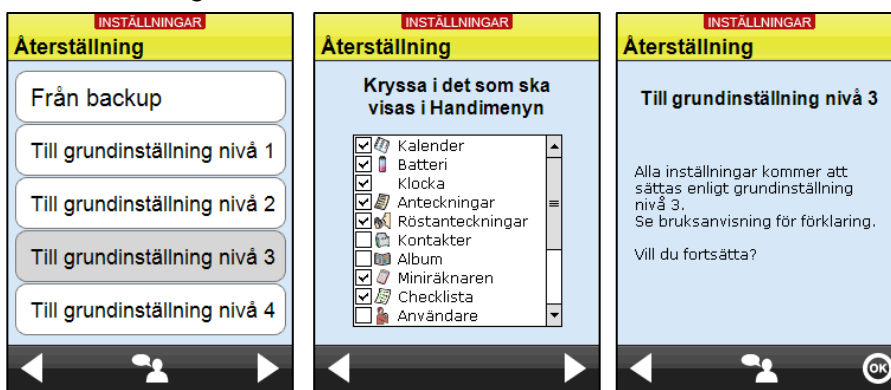 INSTÄLLNINGAR
Återställning
Från backup
Till grundinställning nivå 1
Till grundinställning nivå 2
Till grundinställning nivå 3
Till grundinställning nivå 4
INSTÄLLNINGAR
Återställning
Kryssa i det som ska
visas i Handimenyn
Kalender
Batteri
Klocka
Anteckningar
Röstanteckningar
Kontakter
Album
Miniräknaren
Checklista
Användare
INSTÄLLNINGAR
Återställning
Till grundinställning nivå 3
Alla inställningar kommer att
sättas enligt grundinställning
nivå 3.
Se bruksanvisning för förklaring.
Vill du fortsätta?
OK